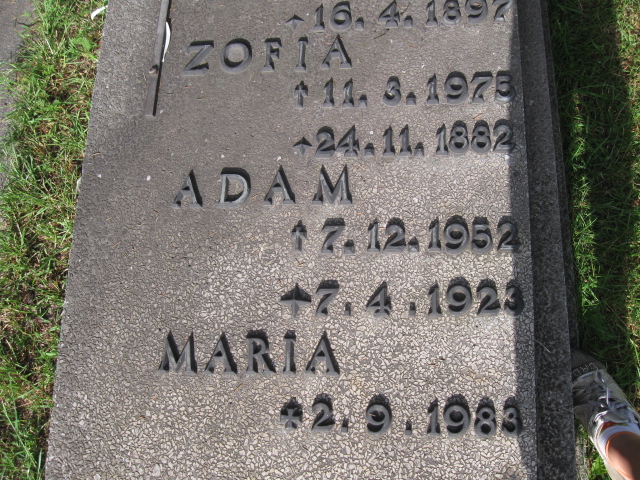 16. 4. 1897
ZOFIA
† 11. 3. 1975
24. 11. 1882
ADAM
† 7. 12. 1952
7. 4. 1923
MARIA
† 2. 9. 1983